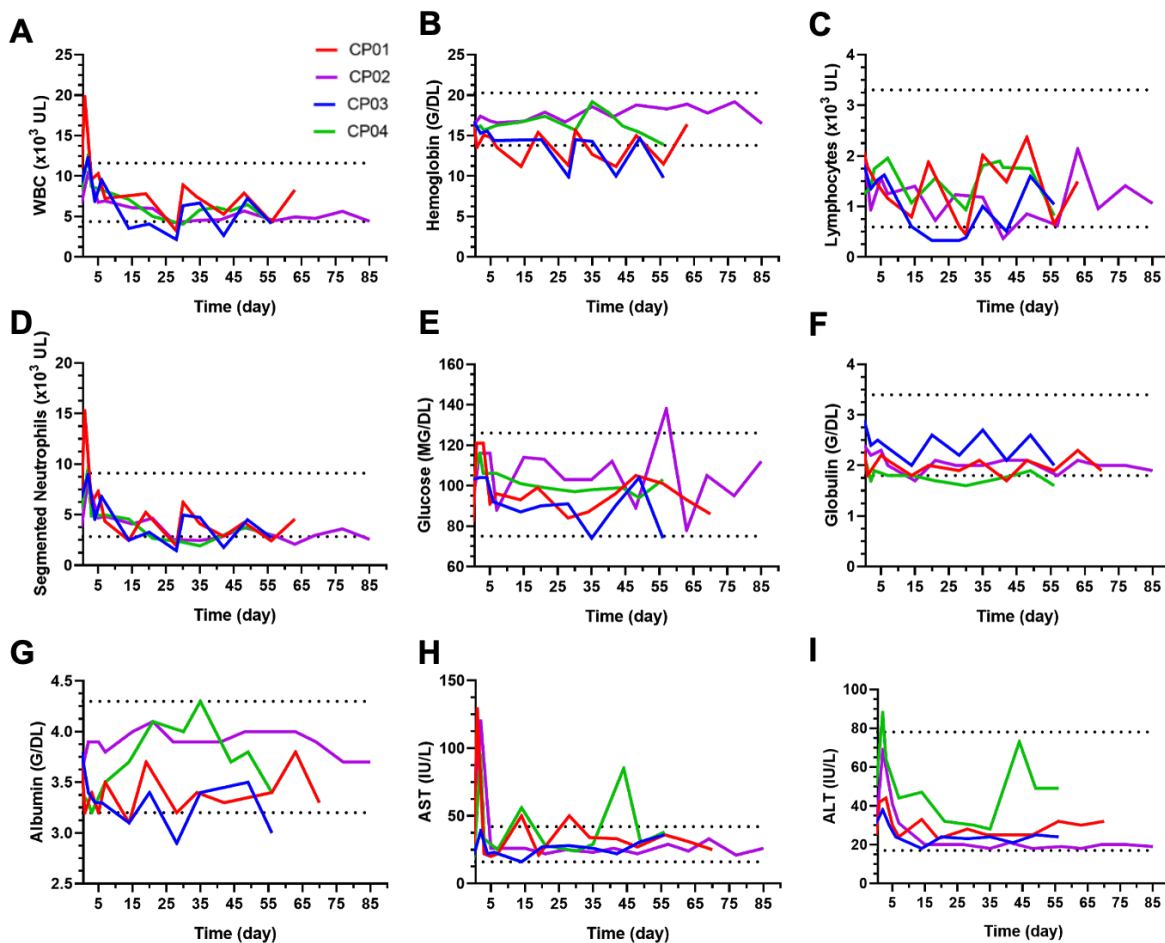 A
WBC (x10³ UL)
25
20
15
10
5
0
5 15 25 35 45 55 65 75 85
Time (day)
CP01
CP02
CP03
CP04
B
Hemoglobin (G/DL)
25
20
15
10
5
0
5 15 25 35 45 55 65 75 85
Time (day)
C
Lymphocytes (x10³ UL)
4
3
2
1
0
5 15 25 35 45 55 65 75 85
Time (day)
D
Segmented Neutrophils (x10³ UL)
20
15
10
5
0
5 15 25 35 45 55 65 75 85
Time (day)
E
Glucose (MG/DL)
160
140
120
100
80
60
5 15 25 35 45 55 65 75 85
Time (day)
F
Globulin (G/DL)
4
3
2
1
0
5 15 25 35 45 55 65 75 85
Time (day)
G
Albumin (G/DL)
4.5
4.0
3.5
3.0
2.5
5 15 25 35 45 55 65 75 85
Time (day)
H
AST (IU/L)
150
100
50
0
5 15 25 35 45 55 65 75 85
Time (day)
I
ALT (IU/L)
100
80
60
40
20
0
5 15 25 35 45 55 65 75 85
Time (day)